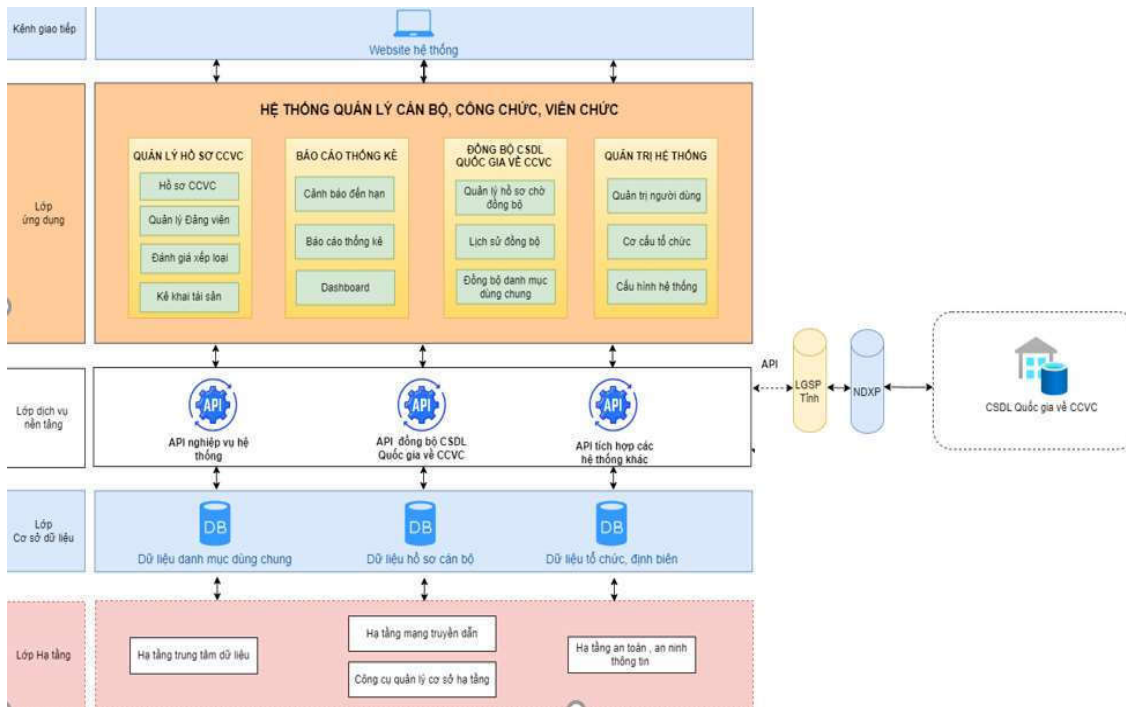 Kênh giao tiếp
Website hệ thống
Lớp
ứng dụng
HỆ THỐNG QUẢN LÝ CÁN BỘ, CÔNG CHỨC, VIÊN CHỨC
QUẢN LÝ HỒ SƠ CCVC
Hồ sơ CCVC
Quản lý Đảng viên
Đánh giá xếp loại
Kê khai tài sản
BÁO CÁO THỐNG KÊ
Cảnh báo đến hạn
Báo cáo thống kê
Dashboard
ĐỒNG BỘ CSDL
QUỐC GIA VỀ CCVC
Quản lý hồ sơ chờ
đồng bộ
Lịch sử đồng bộ
Đồng bộ danh mục
dùng chung
QUẢN TRỊ HỆ THỐNG
Quản trị người dùng
Cơ cấu tổ chức
Cấu hình hệ thống
Lớp dịch vụ
nền tảng
API
API nghiệp vụ hệ
thống
API
API đồng bộ CSDL
Quốc gia về CCVC
API
API tích hợp các
hệ thống khác
API
LGSP
Tỉnh
NDXP
CSDL Quốc gia về CCVC
Lớp
Cơ sở dữ liệu
DB
Dữ liệu danh mục dùng chung
DB
Dữ liệu hồ sơ cán bộ
DB
Dữ liệu tổ chức, định biên
Lớp Hạ tầng
Hạ tầng trung tâm dữ liệu
Hạ tầng mạng truyền dẫn
Công cụ quản lý cơ sở hạ tầng
Hạ tầng an toàn , an ninh
thông tin